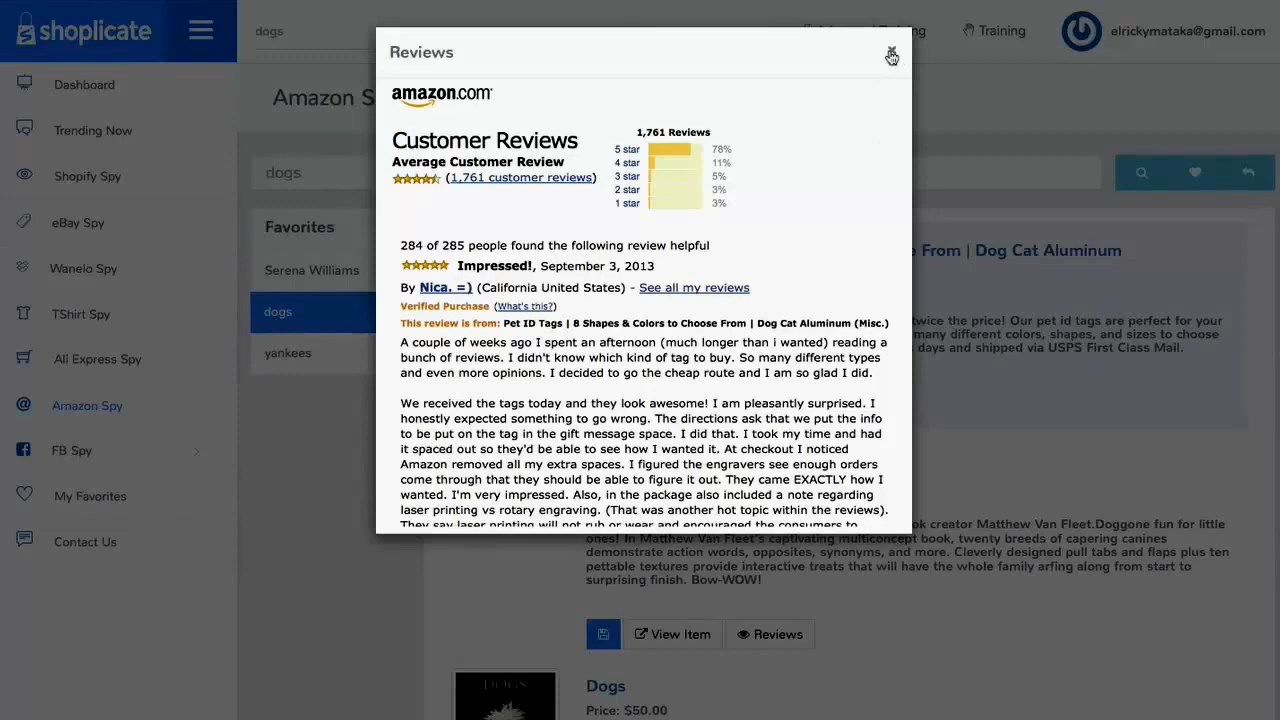 shoplicate
dogs
Training
elrickymataka@gmail.com
Dashboard
Trending Now
Shopify Spy
eBay Spy
Wanelo Spy
TShirt Spy
Ali Express Spy
Amazon Spy
FB Spy
My Favorites
Contact Us
Amazon S
dogs
Favorites
Serena Williams
dogs
yankees
Reviews
amazon.com
Customer Reviews
Average Customer Review
(1,761 customer reviews)
1,761 Reviews
5 star 78%
4 star 11%
3 star 5%
2 star 3%
1 star 3%
284 of 285 people found the following review helpful
Impressed!, September 3, 2013
By Nica. =) (California United States) - See all my reviews
Verified Purchase (What's this?)
This review is from: Pet ID Tags | 8 Shapes & Colors to Choose From | Dog Cat Aluminum (Misc.)
A couple of weeks ago I spent an afternoon (much longer than i wanted) reading a
bunch of reviews. I didn't know which kind of tag to buy. So many different types
and even more opinions. I decided to go the cheap route and I am so glad I did.
We received the tags today and they look awesome! I am pleasantly surprised. I
honestly expected something to go wrong. The directions ask that we put the info
to be put on the tag in the gift message space. I did that. I took my time and had
it spaced out so they'd be able to see how I wanted it. At checkout I noticed
Amazon removed all my extra spaces. I figured the engravers see enough orders
come through that they should be able to figure it out. They came EXACTLY how I
wanted. I'm very impressed. Also, in the package also included a note regarding
laser printing vs rotary engraving. (That was another hot topic within the reviews).
They say laser printing will not rub or wear and encouraged the consumers to
e From | Dog Cat Aluminum
twice the price! Our pet id tags are perfect for your
many different colors, shapes, and sizes to choose
days and shipped via USPS First Class Mail.
ok creator Matthew Van Fleet.Doggone fun for little
ones! In Matthew Van Fleet's captivating multiconcept book, twenty breeds of capering canines
demonstrate action words, opposites, synonyms, and more. Cleverly designed pull tabs and flaps plus ten
pettable textures provide interactive treats that will have the whole family arfing along from start to
surprising finish. Bow-WOW!
View Item
Reviews
DOGS
Dogs
Price: $50.00